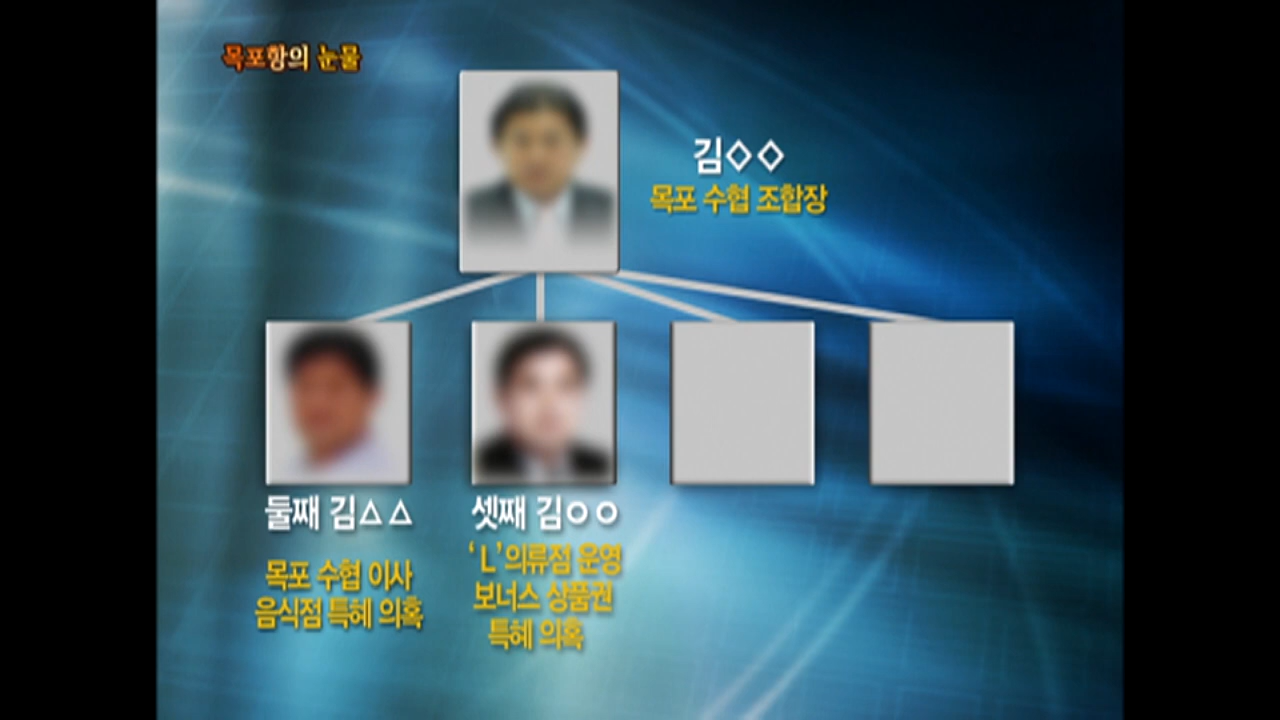 목포항의 눈물
김◇◇
목포 수협 조합장
둘째 김△△
목포 수협 이사
음식점 특혜 의혹
셋째 김○○
‘L’의류점 운영
보너스 상품권
특혜 의혹